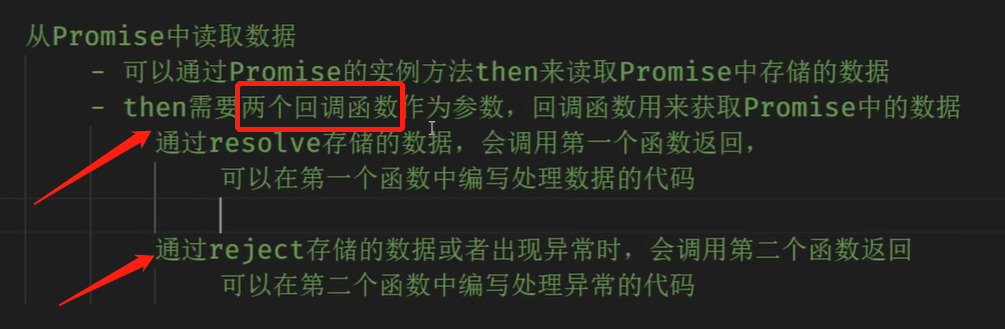 从Promise中读取数据
- 可以通过Promise的实例方法then来读取Promise中存储的数据
- then需要两个回调函数作为参数，回调函数用来获取Promise中的数据
通过resolve存储的数据，会调用第一个函数返回，
可以在第一个函数中编写处理数据的代码
通过reject存储的数据或者出现异常时，会调用第二个函数返回
可以在第二个函数中编写处理异常的代码